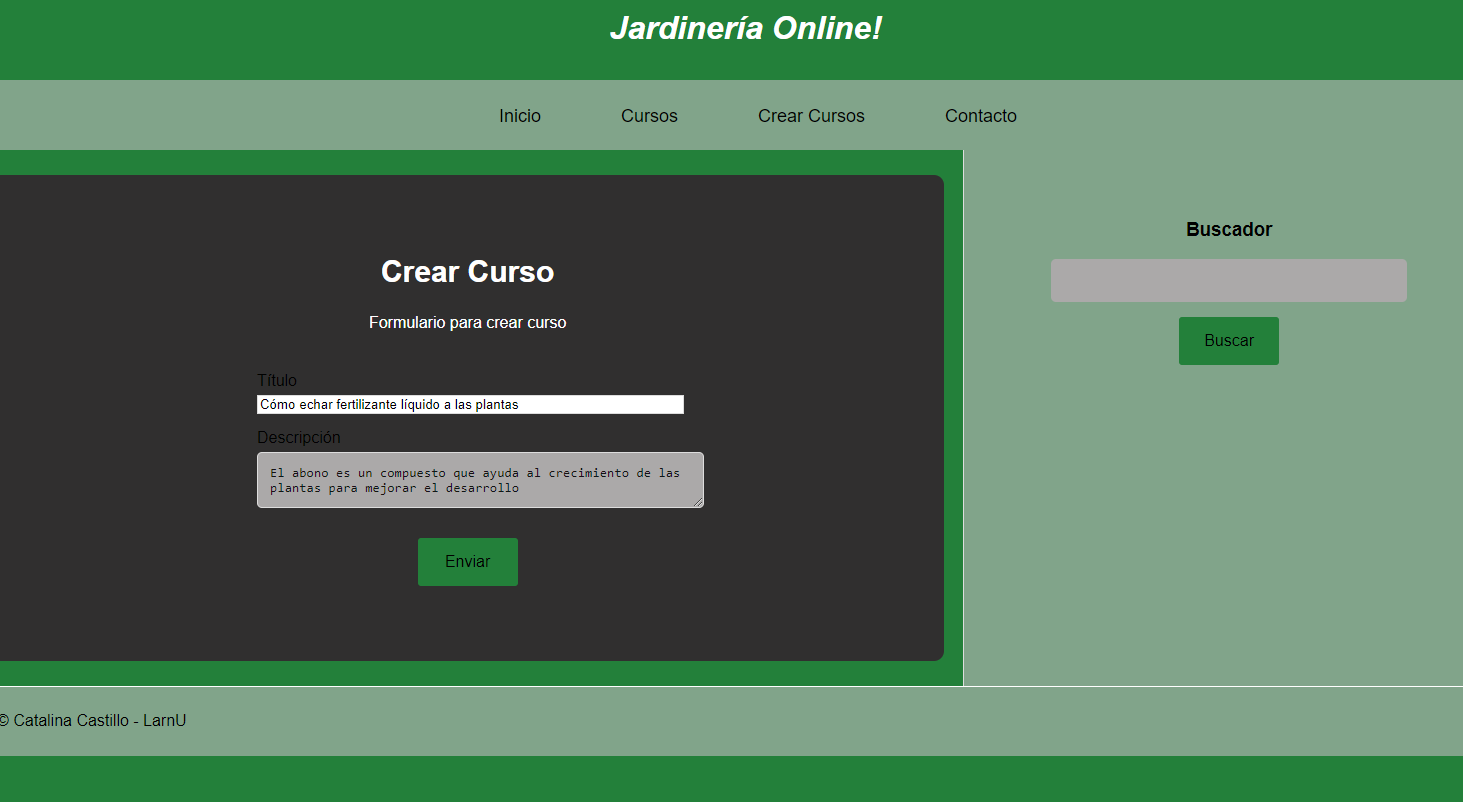 Jardinería Online!
Inicio Cursos Crear Cursos Contacto
Crear Curso
Formulario para crear curso
Título
Cómo echar fertilizante líquido a las plantas
Descripción
El abono es un compuesto que ayuda al crecimiento de las
plantas para mejorar el desarrollo
Enviar
Buscador
Buscar
© Catalina Castillo - LarnU